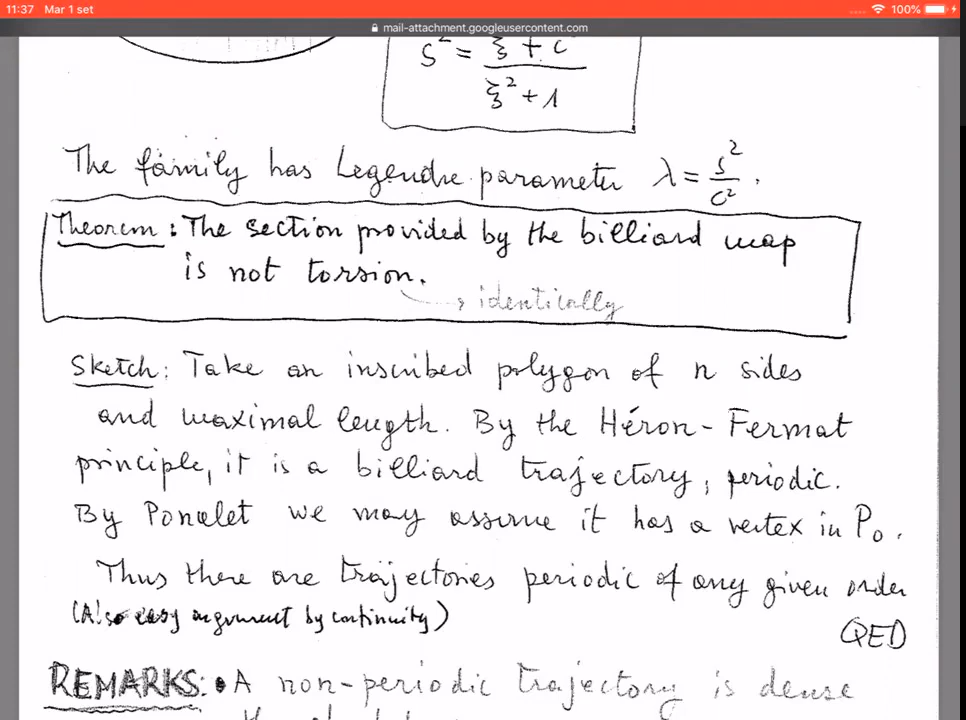 11:37 Mar 1 set
100%
mail-attachment.googleusercontent.com
s² = ξ² + c²
ξ² + 1
The family has Legendre parameter λ = s²/c² .
Theorem : The section provided by the billiard map
is not torsion.
→ identically
Sketch: Take an inscribed polygon of n sides
and maximal length. By the Héron-Fermat
principle, it is a billiard trajectory, periodic.
By Poncelet we may assume it has a vertex in P₀.
Thus there are trajectories periodic of any given order
(Also easy argument by continuity)
QED
REMARKS: • A non-periodic trajectory is dense